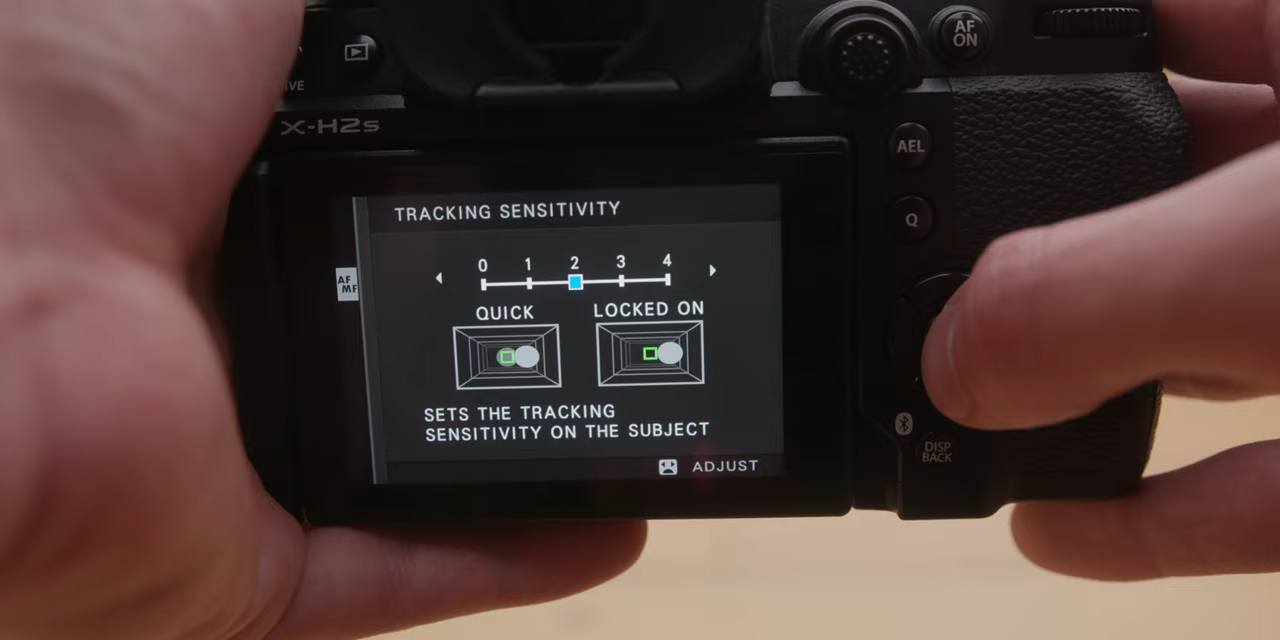 AF
ON
IVE
X-H2S
AEL
TRACKING SENSITIVITY
0 1 2 3 4
Q
AF
MF
QUICK LOCKED ON
SETS THE TRACKING
SENSITIVITY ON THE SUBJECT
DISP
BACK
ADJUST